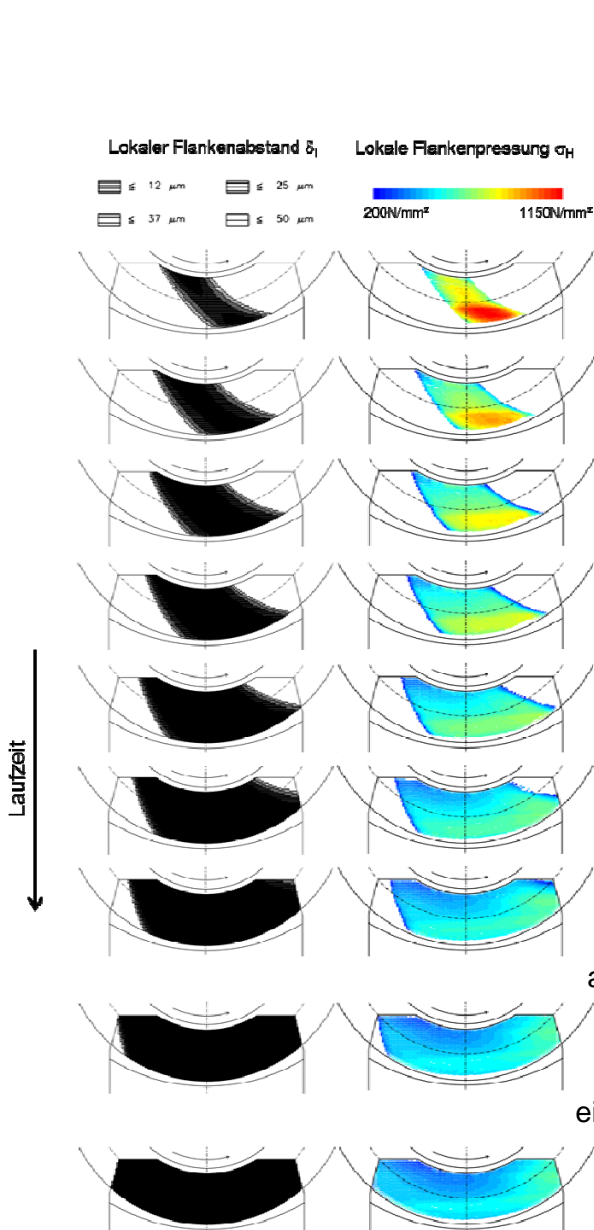 Lokaler Flankenabstand δI
Lokale Flankenpressung σH
≤ 12 μm
≤ 25 μm
≤ 37 μm
≤ 50 μm
200N/mm²
1150N/mm²
Laufzeit
a
ei